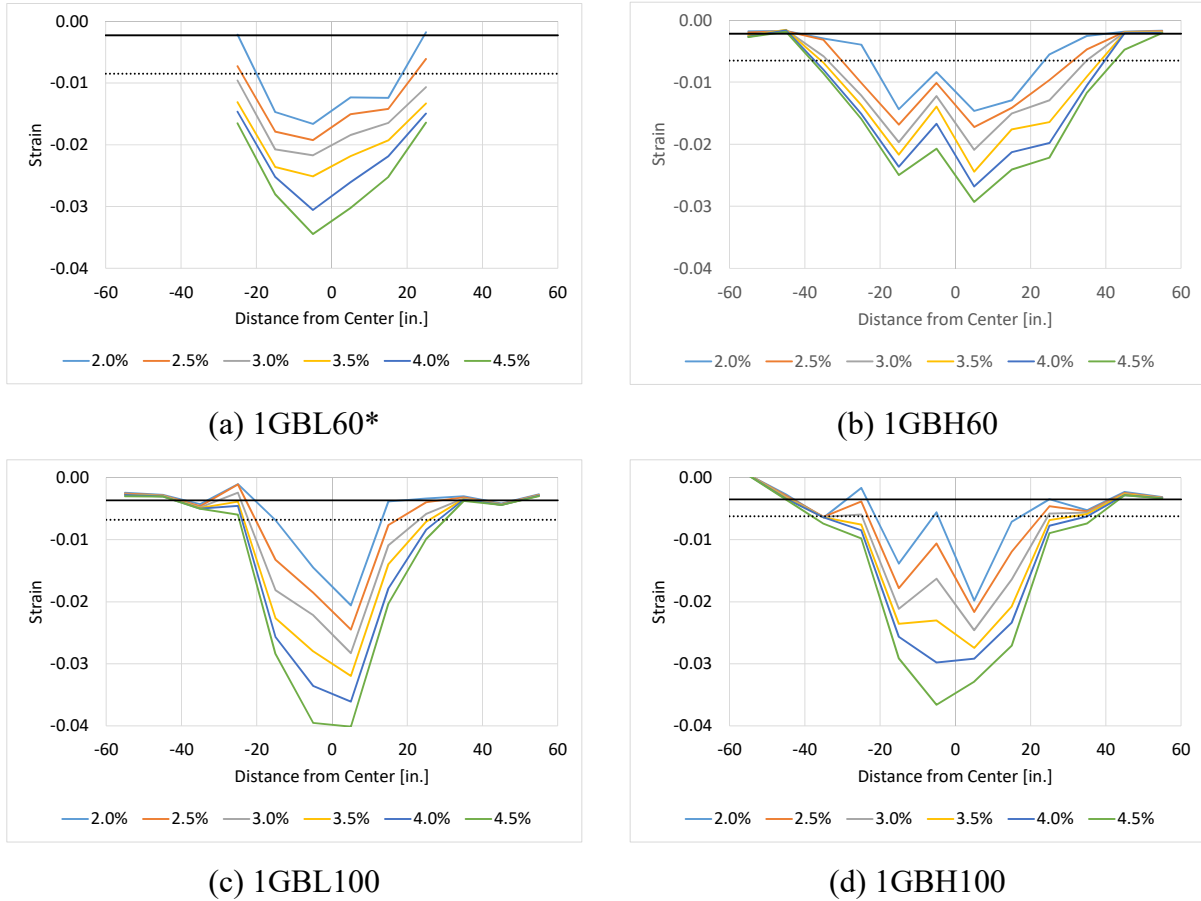 0.00
-0.01
-0.02
-0.03
-0.04
Strain
-60 -40 -20 0 20 40 60
Distance from Center [in.]
2.0% 2.5% 3.0% 3.5% 4.0% 4.5%
(a) 1GBL60*
0.00
-0.01
-0.02
-0.03
-0.04
Strain
-60 -40 -20 0 20 40 60
Distance from Center [in.]
2.0% 2.5% 3.0% 3.5% 4.0% 4.5%
(b) 1GBH60
0.00
-0.01
-0.02
-0.03
-0.04
Strain
-60 -40 -20 0 20 40 60
Distance from Center [in.]
2.0% 2.5% 3.0% 3.5% 4.0% 4.5%
(c) 1GBL100
0.00
-0.01
-0.02
-0.03
-0.04
Strain
-60 -40 -20 0 20 40 60
Distance from Center [in.]
2.0% 2.5% 3.0% 3.5% 4.0% 4.5%
(d) 1GBH100